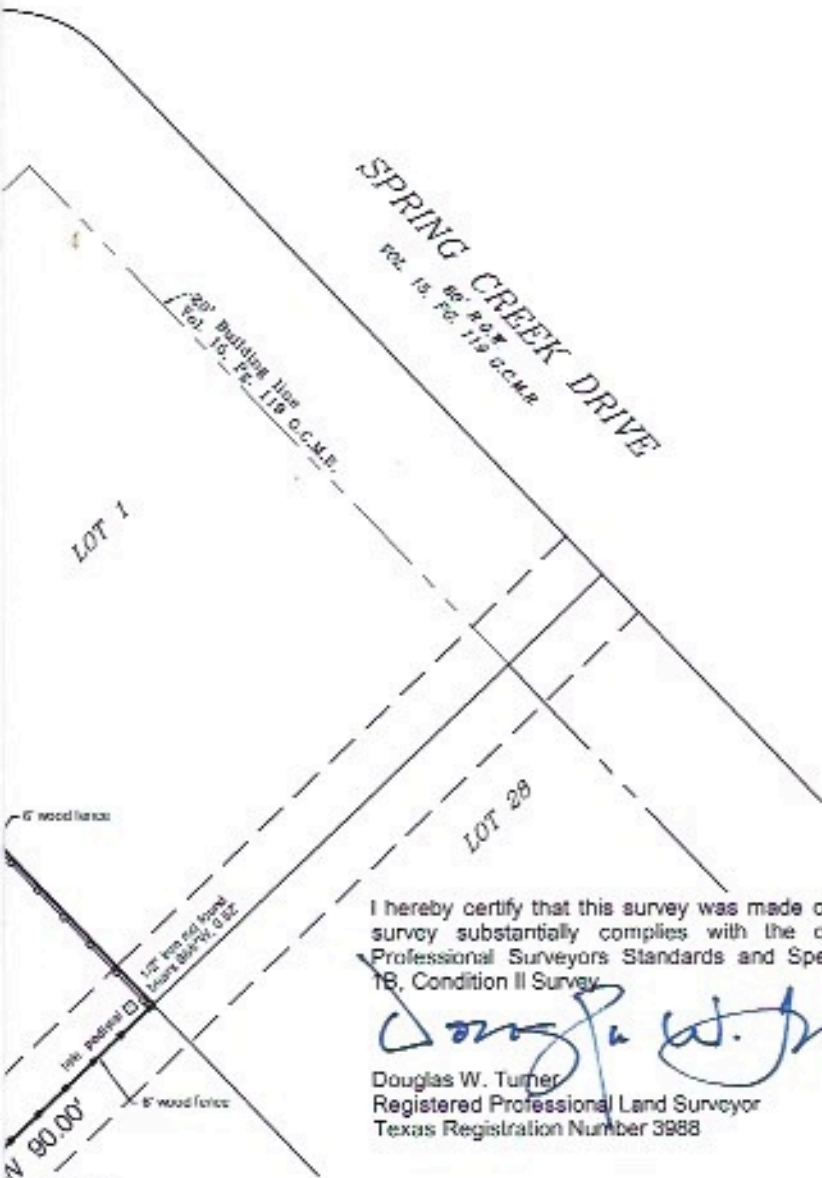 SPRING CREEK DRIVE
60' R.O.W
VOL. 15, PG. 119 G.C.M.R.
20' Building line
Vol. 15, Pg. 119 G.C.M.R.
LOT 1
LOT 28
6' wood fence
1/2" iron rod found
tele pedistal
6' wood fence
W 90.00'
I hereby certify that this survey was made o
survey substantially complies with the c
Professional Surveyors Standards and Spe
1B, Condition II Survey
Douglas W. Turner
Registered Professional Land Surveyor
Texas Registration Number 3988